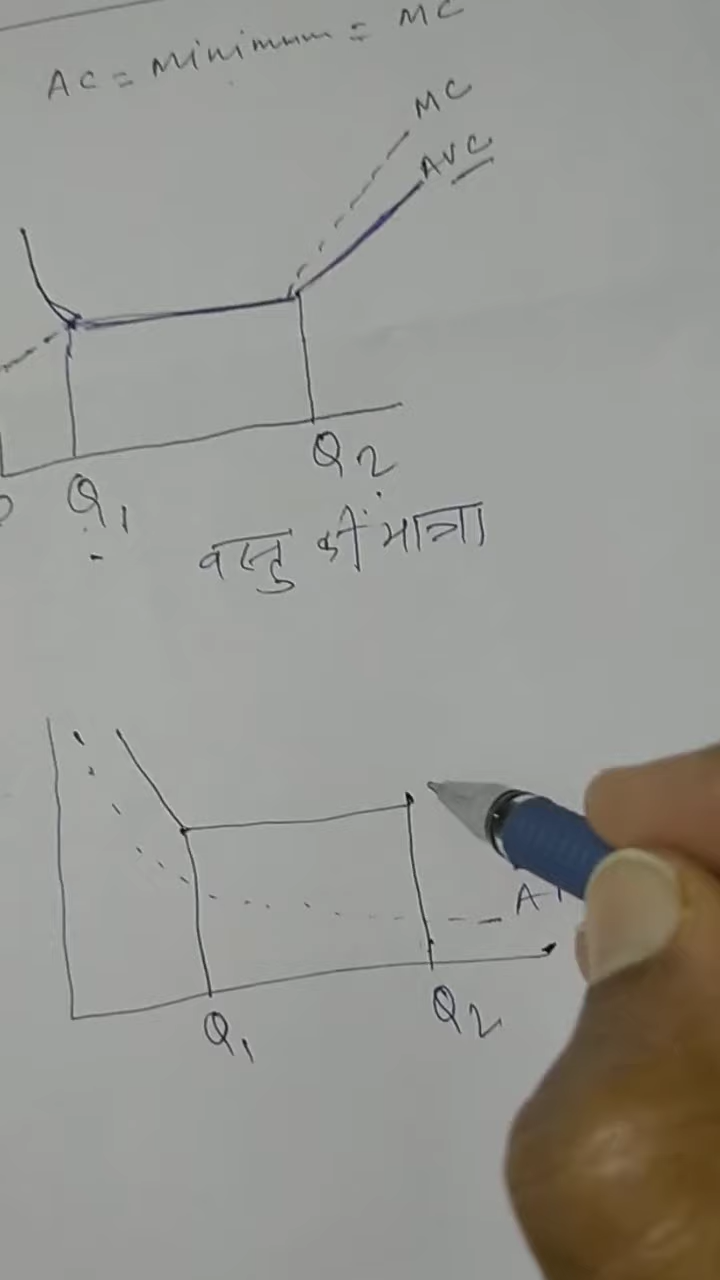 AC = Minimum = MC
MC
AVC
Q1
Q2
वस्तु की मात्रा
Q1
Q2